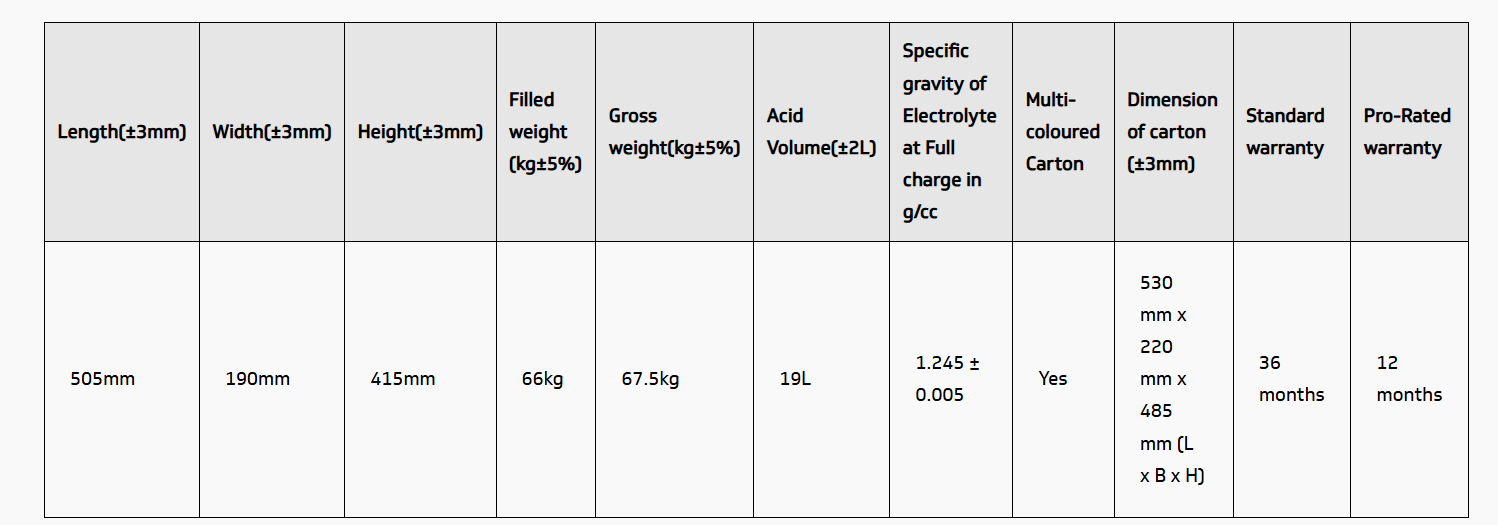 Length(±3mm)
Width(±3mm)
Height(±3mm)
Filled
weight
(kg±5%)
Gross
weight(kg±5%)
Acid
Volume(±2L)
Specific
gravity of
Electrolyte
at Full
charge in
g/cc
Multi-
coloured
Carton
Dimension
of carton
(±3mm)
Standard
warranty
Pro-Rated
warranty
505mm
190mm
415mm
66kg
67.5kg
19L
1.245 ±
0.005
Yes
530
mm x
220
mm x
485
mm (L
x B x H)
36
months
12
months